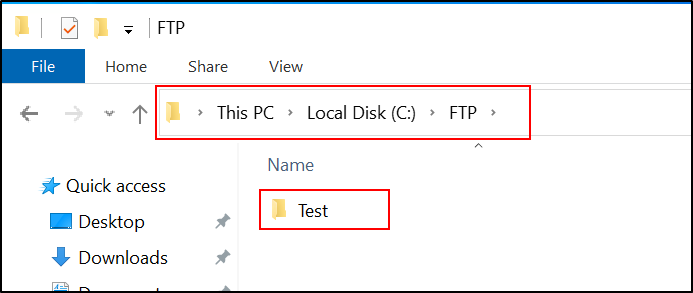 FTP
File Home Share View
This PC Local Disk (C:) FTP
Name
Quick access
Test
Desktop
Downloads